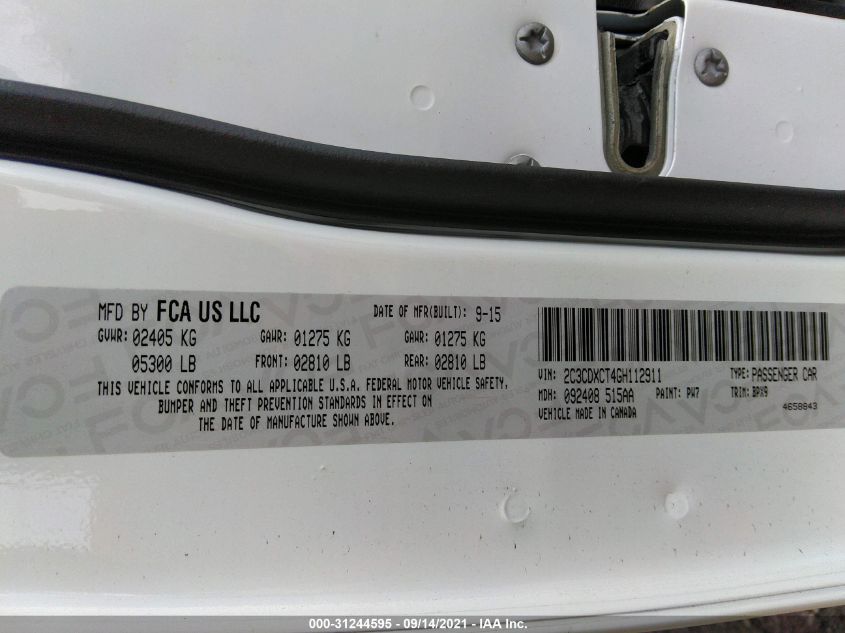 MFD BY FCA US LLC DATE OF MFR(BUILT): 9-15
GVWR: 02405 KG GAWR: 01275 KG GAWR: 01275 KG
05300 LB FRONT: 02810 LB REAR: 02810 LB
THIS VEHICLE CONFORMS TO ALL APPLICABLE U.S.A. FEDERAL MOTOR VEHICLE SAFETY,
BUMPER AND THEFT PREVENTION STANDARDS IN EFFECT ON
THE DATE OF MANUFACTURE SHOWN ABOVE.
VIN: 2C3CDXCT4GH112911 TYPE: PASSENGER CAR
MDH: 092408 515AA PAINT: PW7 TRIM: BPX9
VEHICLE MADE IN CANADA 4658843
000-31244595 - 09/14/2021 - IAA Inc.